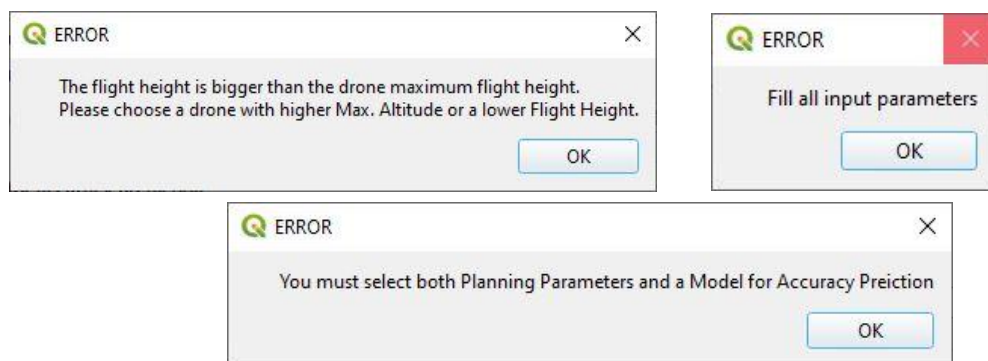 ERROR
The flight height is bigger than the drone maximum flight height.
Please choose a drone with higher Max. Altitude or a lower Flight Height.
OK
ERROR
Fill all input parameters
OK
ERROR
You must select both Planning Parameters and a Model for Accuracy Preiction
OK